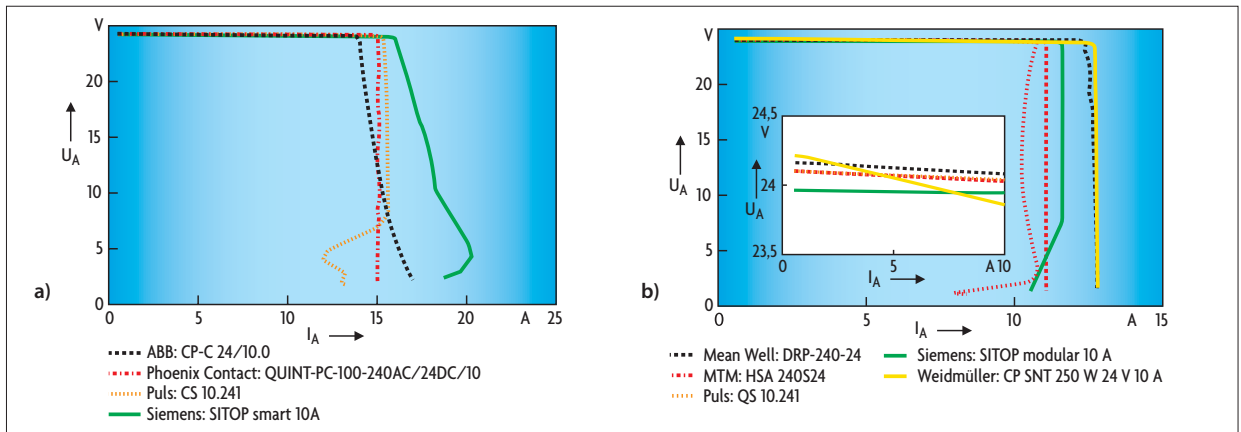 V
20
15
U_A
10
5
0
0 5 10 15 20 A 25
I_A
a)
ABB: CP-C 24/10.0
Phoenix Contact: QUINT-PC-100-240AC/24DC/10
Puls: CS 10.241
Siemens: SITOP smart 10A
V
20
15
U_A
10
5
0
0 5 10 A 15
I_A
b)
24,5
V
24
U_A
23,5
0 5 A 10
I_A
Mean Well: DRP-240-24
MTM: HSA 240S24
Puls: QS 10.241
Siemens: SITOP modular 10 A
Weidmüller: CP SNT 250 W 24 V 10 A